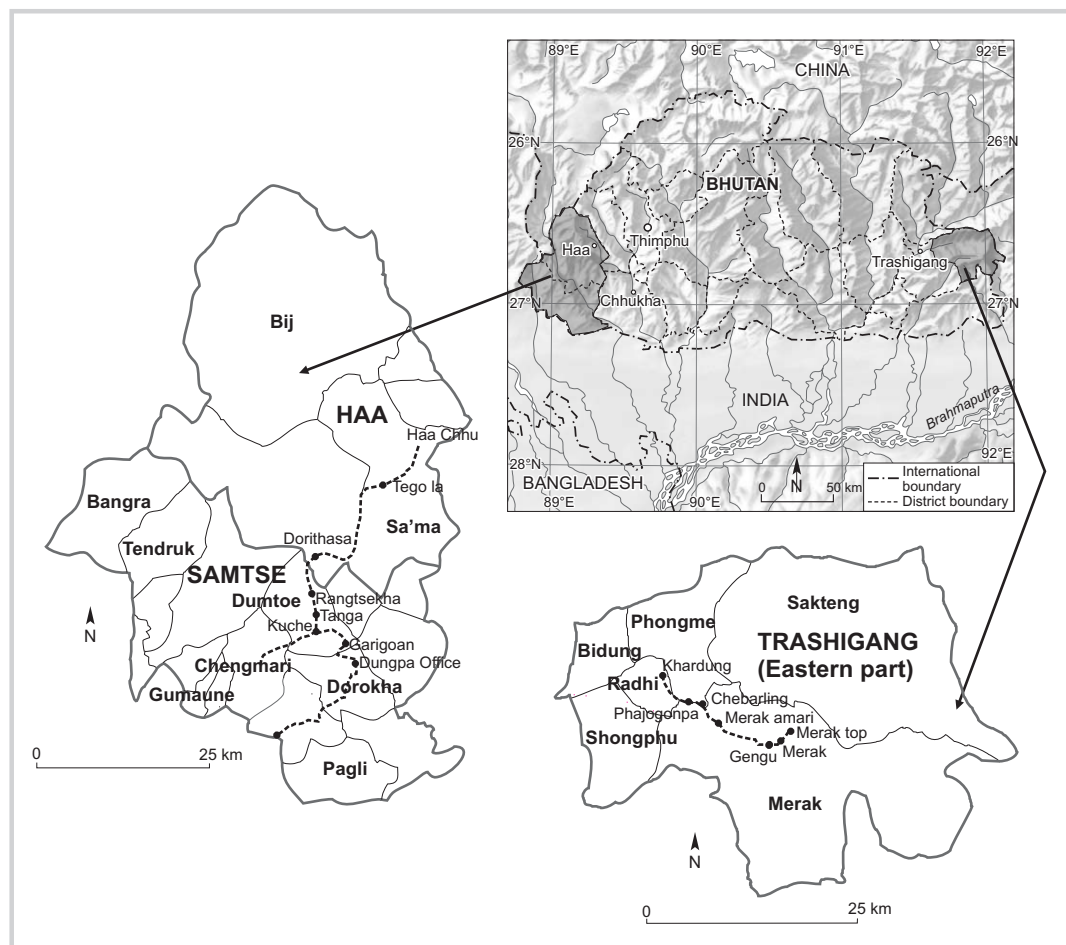 89°E
90°E
91°E
92°E
CHINA
26°N
26°N
BHUTAN
Haa
Thimphu
Trashigang
Chhukha
27°N
27°N
INDIA
Brahmaputra
28°N
92°E
BANGLADESH
89°E
90°E
N
0
50 km
International
boundary
District boundary
Bij
HAA
Haa Chhu
Tego la
Bangra
Sa'ma
Tendruk
Dorithasa
SAMTSE
Dumtoe
Rangtsekha
Tanga
N
Kuche
Garigoan
Chengmari
Dungpa Office
Gumaune
Dorokha
0
25 km
Pagli
Sakteng
Phongme
TRASHIGANG
(Eastern part)
Bidung
Khardung
Radhi
Chebarling
Phajogonpa
Merak amari
Merak top
Shongphu
Gengu
Merak
Merak
N
0
25 km